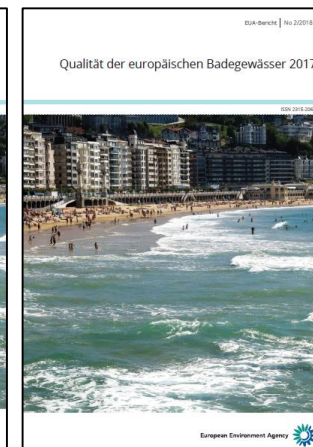 EUA-Bericht | No 2/2018
Qualität der europäischen Badegewässer 2017
European Environment Agency